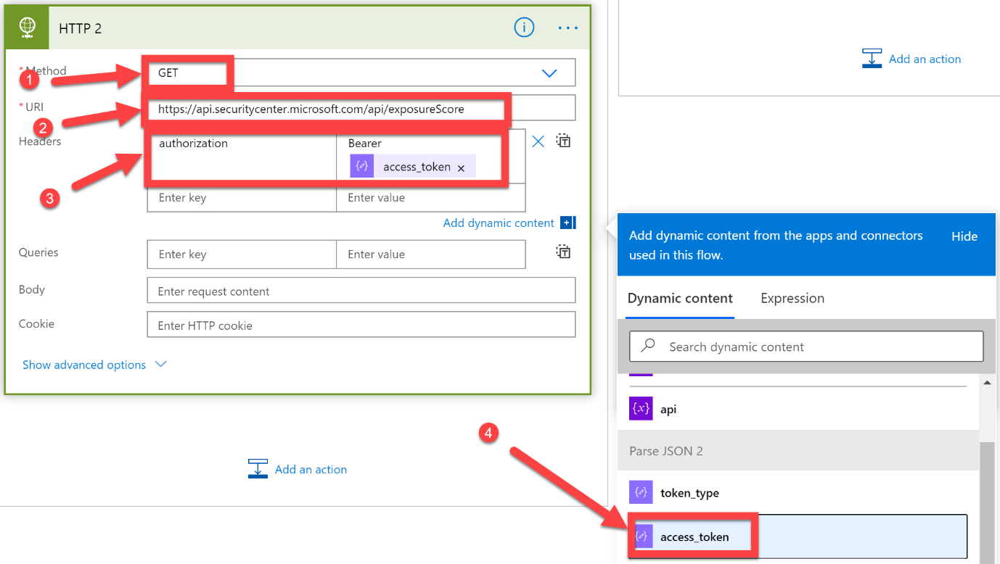 HTTP 2
i
...
* Method
1
GET
* URI
2
https://api.securitycenter.microsoft.com/api/exposureScore
Headers
authorization
Bearer
access_token ×
3
Enter key
Enter value
Add dynamic content
Queries
Enter key
Enter value
Body
Enter request content
Cookie
Enter HTTP cookie
Show advanced options
Add an action
Add an action
Add dynamic content from the apps and connectors
used in this flow.
Hide
Dynamic content
Expression
Search dynamic content
{x} api
Parse JSON 2
token_type
4
access_token